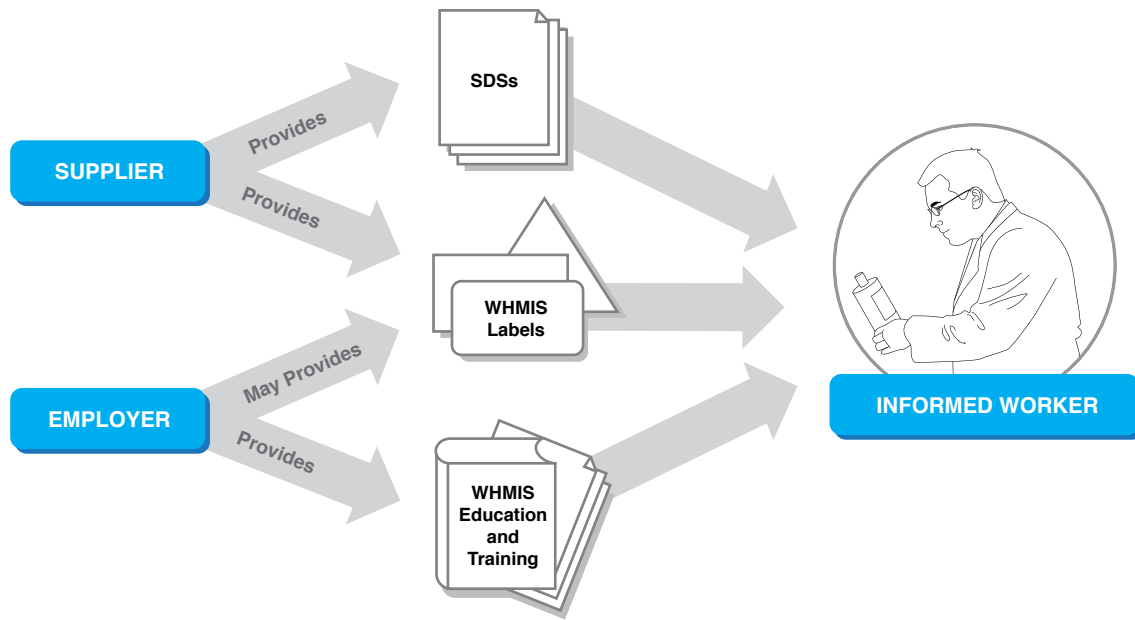 SDSs
Provides
SUPPLIER
Provides
WHMIS
Labels
May Provides
EMPLOYER
Provides
WHMIS
Education
and
Training
INFORMED WORKER